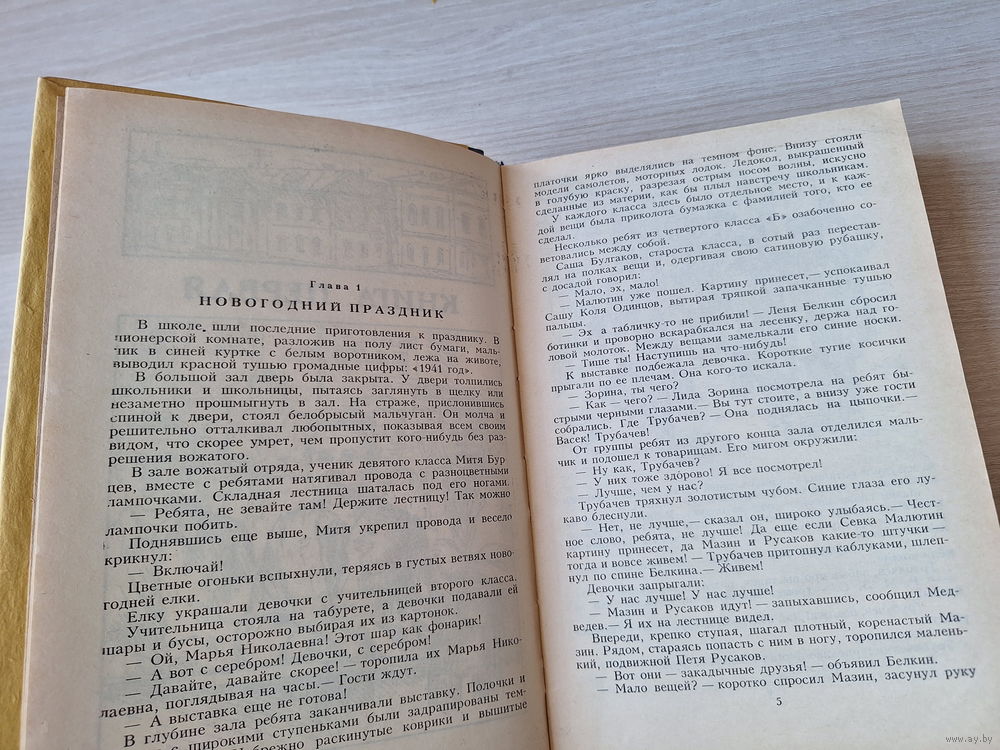 Глава 1
НОВОГОДНИЙ ПРАЗДНИК
В школе шли последние приготовления к празднику. В
пионерской комнате, разложив на полу лист бумаги, маль-
чик в синей куртке с белым воротником, лежа на животе,
выводил красной тушью громадные цифры: «1941 год».
В большой зал дверь была закрыта. У двери толпились
школьники и школьницы, пытаясь заглянуть в щелку или
незаметно прошмыгнуть в зал. На страже, прислонившись
спиной к двери, стоял белобрысый мальчуган. Он молча и
решительно отталкивал любопытных, показывая всем своим
видом, что скорее умрет, чем пропустит кого-нибудь без раз-
решения вожатого.
В зале вожатый отряда, ученик девятого класса Митя Бур-
цев, вместе с ребятами натягивал провода с разноцветными
лампочками. Складная лестница шаталась под его ногами.
— Ребята, не зевайте там! Держите лестницу! Так можно
лампочки побить.
Поднявшись еще выше, Митя укрепил провода и весело
крикнул:
— Включай!
Цветные огоньки вспыхнули, теряясь в густых ветвях ново-
годней елки.
Елку украшали девочки с учительницей второго класса.
Учительница стояла на табурете, а девочки подавали ей
шары и бусы, осторожно выбирая их из картонок.
— Ой, Марья Николаевна! Этот шар как фонарик!
— А вот с серебром! Девочки, с серебром!
— Давайте, давайте скорее! — торопила их Марья Нико-
лаевна, поглядывая на часы.— Гости ждут.
— А выставка еще не готова!
В глубине зала ребята заканчивали выставку. Полочки и
широкими ступеньками были задрапированы тем-
брежно раскинутые коврики и вышитые
платочки ярко выделялись на темном фоне. Внизу стояли
модели самолетов, моторных лодок. Ледокол, выкрашенный
в голубую краску, разрезая острым носом волны, искусно
сделанные из материи, как бы плыл навстречу школьникам.
У каждого класса здесь было отдельное место, и к каж-
дой вещи была приколота бумажка с фамилией того, кто ее
сделал.
Несколько ребят из четвертого класса «Б» озабоченно со-
ветовались между собой.
Саша Булгаков, староста класса, в сотый раз перестав-
лял на полках вещи и, одергивая свою сатиновую рубашку,
с досадой говорил:
— Мало, эх, мало!
— Малютин уже пошел. Картину принесет,— успокаивал
Сашу Коля Одинцов, вытирая тряпкой запачканные тушью
пальцы.
— Эх а табличку-то не прибили! — Леня Белкин сбросил
ботинки и проворно вскарабкался на лесенку, держа над го-
ловой молоток. Между вещами замелькали его синие носки.
— Тише ты! Наступишь на что-нибудь!
К выставке подбежала девочка. Короткие тугие косички
прыгали по ее плечам. Она кого-то искала.
— Зорина, ты чего?
— Как — чего? — Лида Зорина посмотрела на ребят бы-
стрыми черными глазами.— Вы тут стоите, а внизу уже гости
собрались. Где Трубачев? — Она поднялась на цыпочки.—
Васек! Трубачев!
От группы ребят из другого конца зала отделился маль-
чик и подошел к товарищам. Его мигом окружили:
— Ну как, Трубачев?
— У них тоже здорово! Я все посмотрел!
— Лучше, чем у нас?
Трубачев тряхнул золотистым чубом. Синие глаза его лу-
каво блеснули.
— Нет, не лучше,— сказал он, широко улыбаясь.— Чест-
ное слово, ребята, не лучше! Да еще если Севка Малютин
картину принесет, да Мазин и Русаков какие-то штучки —
тогда и вовсе живем! — Трубачев притопнул каблуками, шлеп-
нул по спине Белкина.— Живем!
Девочки запрыгали:
— У нас лучше! У нас лучше!
— Мазин и Русаков идут! — запыхавшись, сообщил Мед-
ведев.— Я их на лестнице видел.
Впереди, крепко ступая, шагал плотный, коренастый Ма-
зин. Рядом, стараясь попасть с ним в ногу, торопился малень-
кий, подвижной Петя Русаков.
— Вот они — закадычные друзья! — объявил Белкин.
— Мало вещей? — коротко спросил Мазин, засунул руку
5
www.ay.by